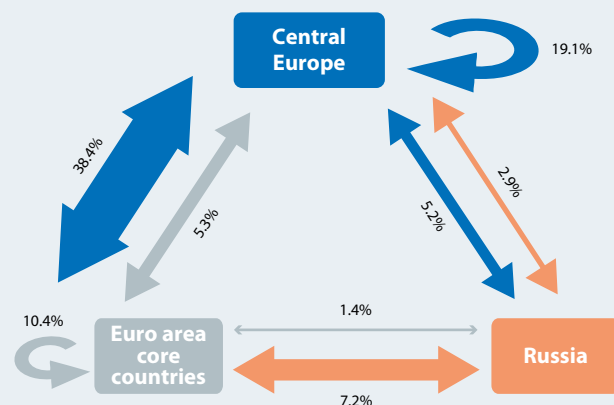 Central
Europe
19.1%
38.4%
5.3%
5.2%
2.9%
10.4%
Euro area
core
countries
1.4%
7.2%
Russia